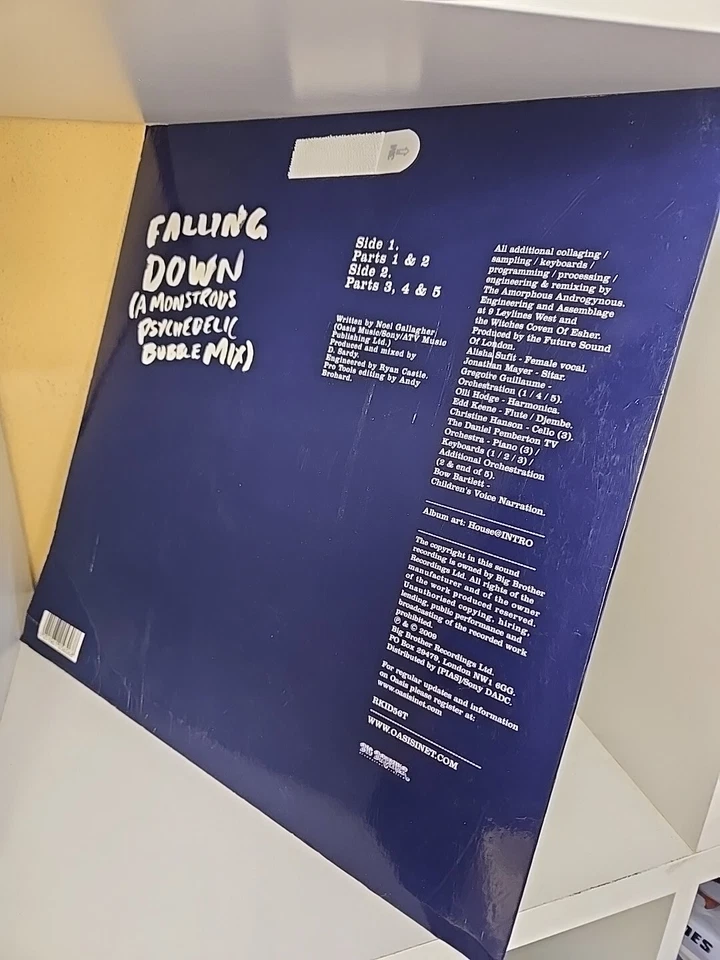 FALLING
DOWN
(A MONSTROUS
PSYCHEDELIC
BUBBLE MIX)
Side 1.
Parts 1 & 2
Side 2.
Parts 3, 4 & 5
Written by Noel Gallagher
(Oasis Music/Sony/ATV Music
Publishing Ltd.)
Produced and mixed by
D. Sardy.
Engineered by Ryan Castle.
Pro Tools editing by Andy
Brohard.
All additional collaging /
sampling / keyboards /
programming / processing /
engineering & remixing by
The Amorphous Androgynous.
Engineering and Assemblage
at 9 Leylines West and
the Witches Coven Of Esher.
Produced by the Future Sound
Of London.
Alisha Sufit - Female vocal.
Jonathan Mayer - Sitar.
Gregoire Guillaume -
Orchestration (1 / 4 / 5).
Olli Hodge - Harmonica.
Edd Keene - Flute / Djembe.
Christine Hanson - Cello (3).
The Daniel Pemberton TV
Orchestra - Piano (3) /
Keyboards (1 / 2 / 3) /
Additional Orchestration
(2 & end of 5).
Bow Bartlett -
Children's Voice Narration.
Album art: House@INTRO
The copyright in this sound
recording is owned by Big Brother
Recordings Ltd. All rights of the
manufacturer and of the owner
of the work produced reserved.
Unauthorised copying, hiring,
lending, public performance and
broadcasting of the recorded work
prohibited.
℗ & © 2009
Big Brother Recordings Ltd.
PO Box 29479, London NW1 6GG.
Distributed by [PIAS]/Sony DADC.
For regular updates and information
on Oasis please register at:
www.oasisinet.com
RKID56T
WWW.OASISINET.COM
BIG BROTHER